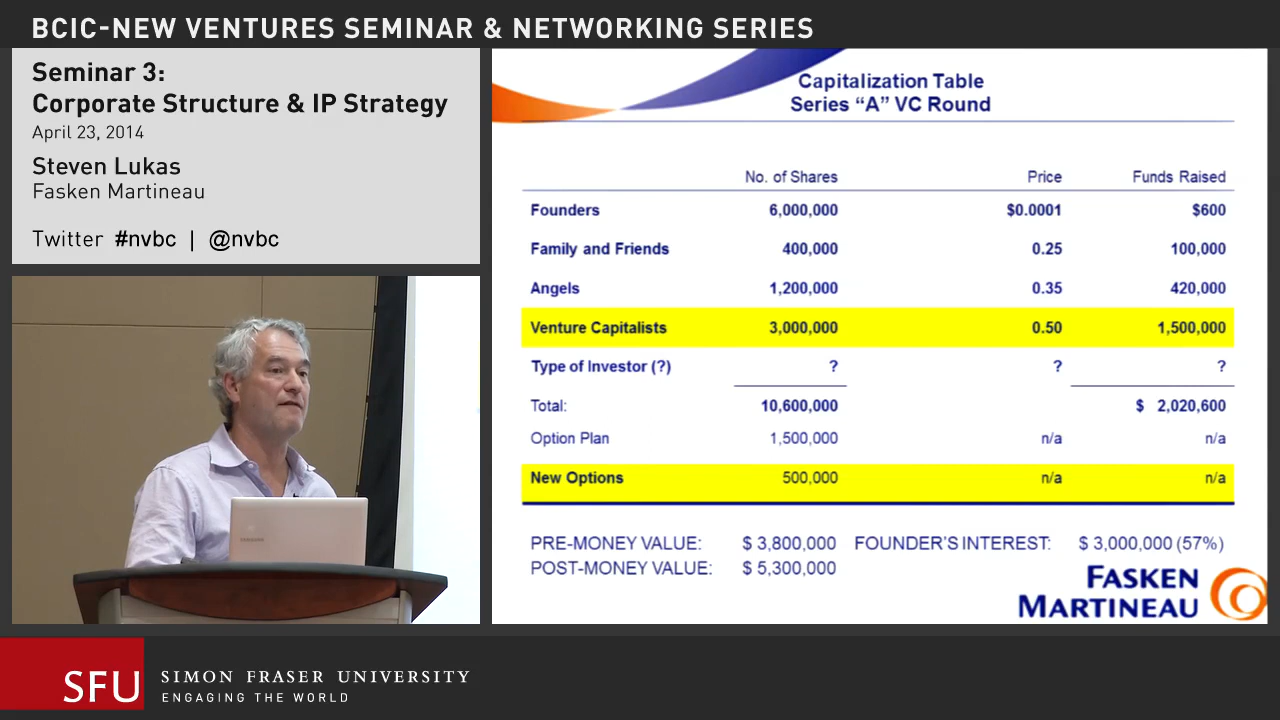 BCIC-NEW VENTURES SEMINAR & NETWORKING SERIES
Seminar 3:
Corporate Structure & IP Strategy
April 23, 2014
Steven Lukas
Fasken Martineau
Twitter #nvbc | @nvbc
Capitalization Table
Series “A” VC Round
No. of Shares Price Funds Raised
Founders 6,000,000 $0.0001 $600
Family and Friends 400,000 0.25 100,000
Angels 1,200,000 0.35 420,000
Venture Capitalists 3,000,000 0.50 1,500,000
Type of Investor (?) ? ? ?
Total: 10,600,000 $ 2,020,600
Option Plan 1,500,000 n/a n/a
New Options 500,000 n/a n/a
PRE-MONEY VALUE: $ 3,800,000 FOUNDER'S INTEREST: $ 3,000,000 (57%)
POST-MONEY VALUE: $ 5,300,000
FASKEN
MARTINEAU
SFU SIMON FRASER UNIVERSITY
ENGAGING THE WORLD